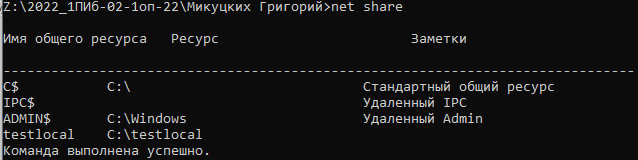 Z:\2022_1ПИб-02-1оп-22\Микуцких Григорий>net share
Имя общего ресурса   Ресурс                        Заметки
-------------------------------------------------------------------------------
C$           C:\                             Стандартный общий ресурс
IPC$                                         Удаленный IPC
ADMIN$       C:\Windows                      Удаленный Admin
testlocal    C:\testlocal
Команда выполнена успешно.